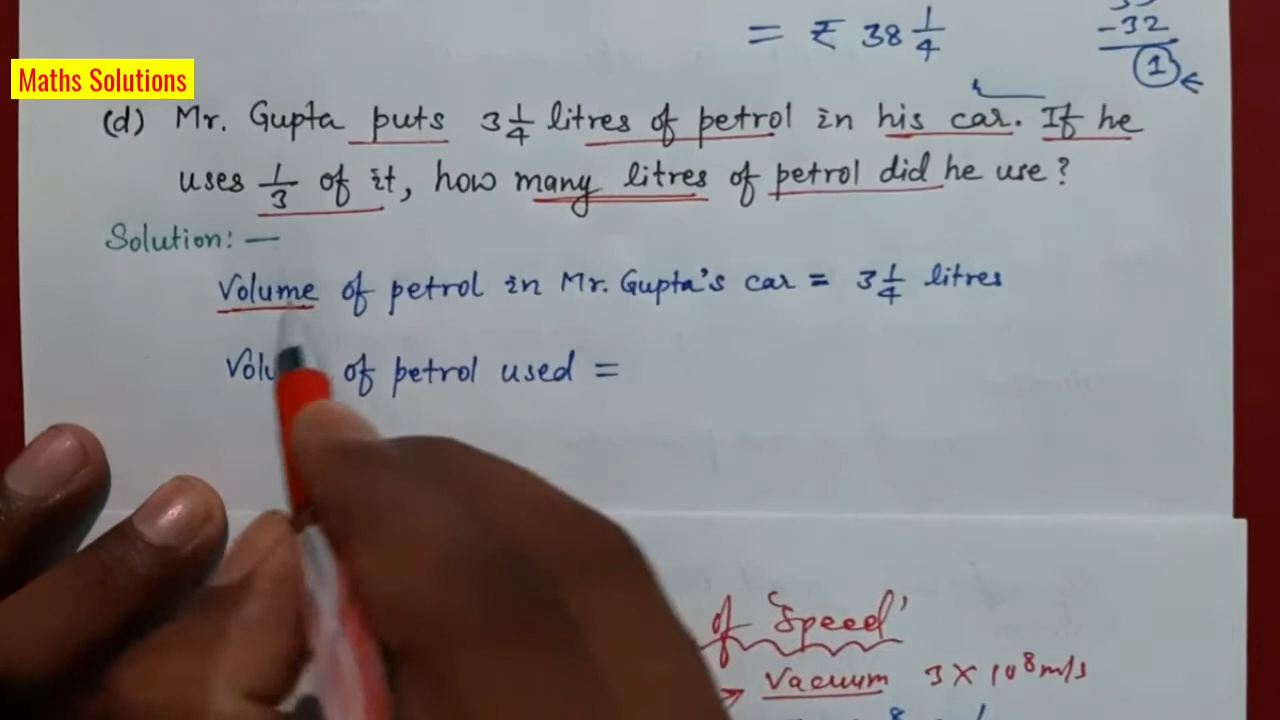 = ₹ 38 1/4
-32
1
Maths Solutions
(d) Mr. Gupta puts 3 1/4 litres of petrol in his car. If he
uses 1/3 of it, how many litres of petrol did he use?
Solution: —
Volume of petrol in Mr. Gupta's car = 3 1/4 litres
of petrol used =
of 'Speed'
→ Vacuum 3 × 10⁸ m/s